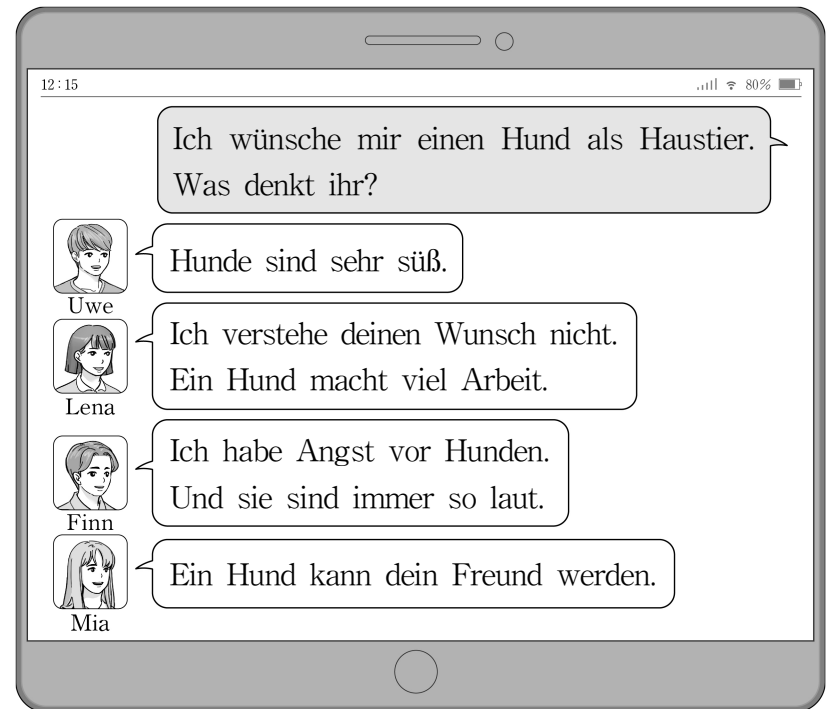 12:15
80%
Ich wünsche mir einen Hund als Haustier.
Was denkt ihr?
Hunde sind sehr süß.
Uwe
Ich verstehe deinen Wunsch nicht.
Ein Hund macht viel Arbeit.
Lena
Ich habe Angst vor Hunden.
Und sie sind immer so laut.
Finn
Ein Hund kann dein Freund werden.
Mia